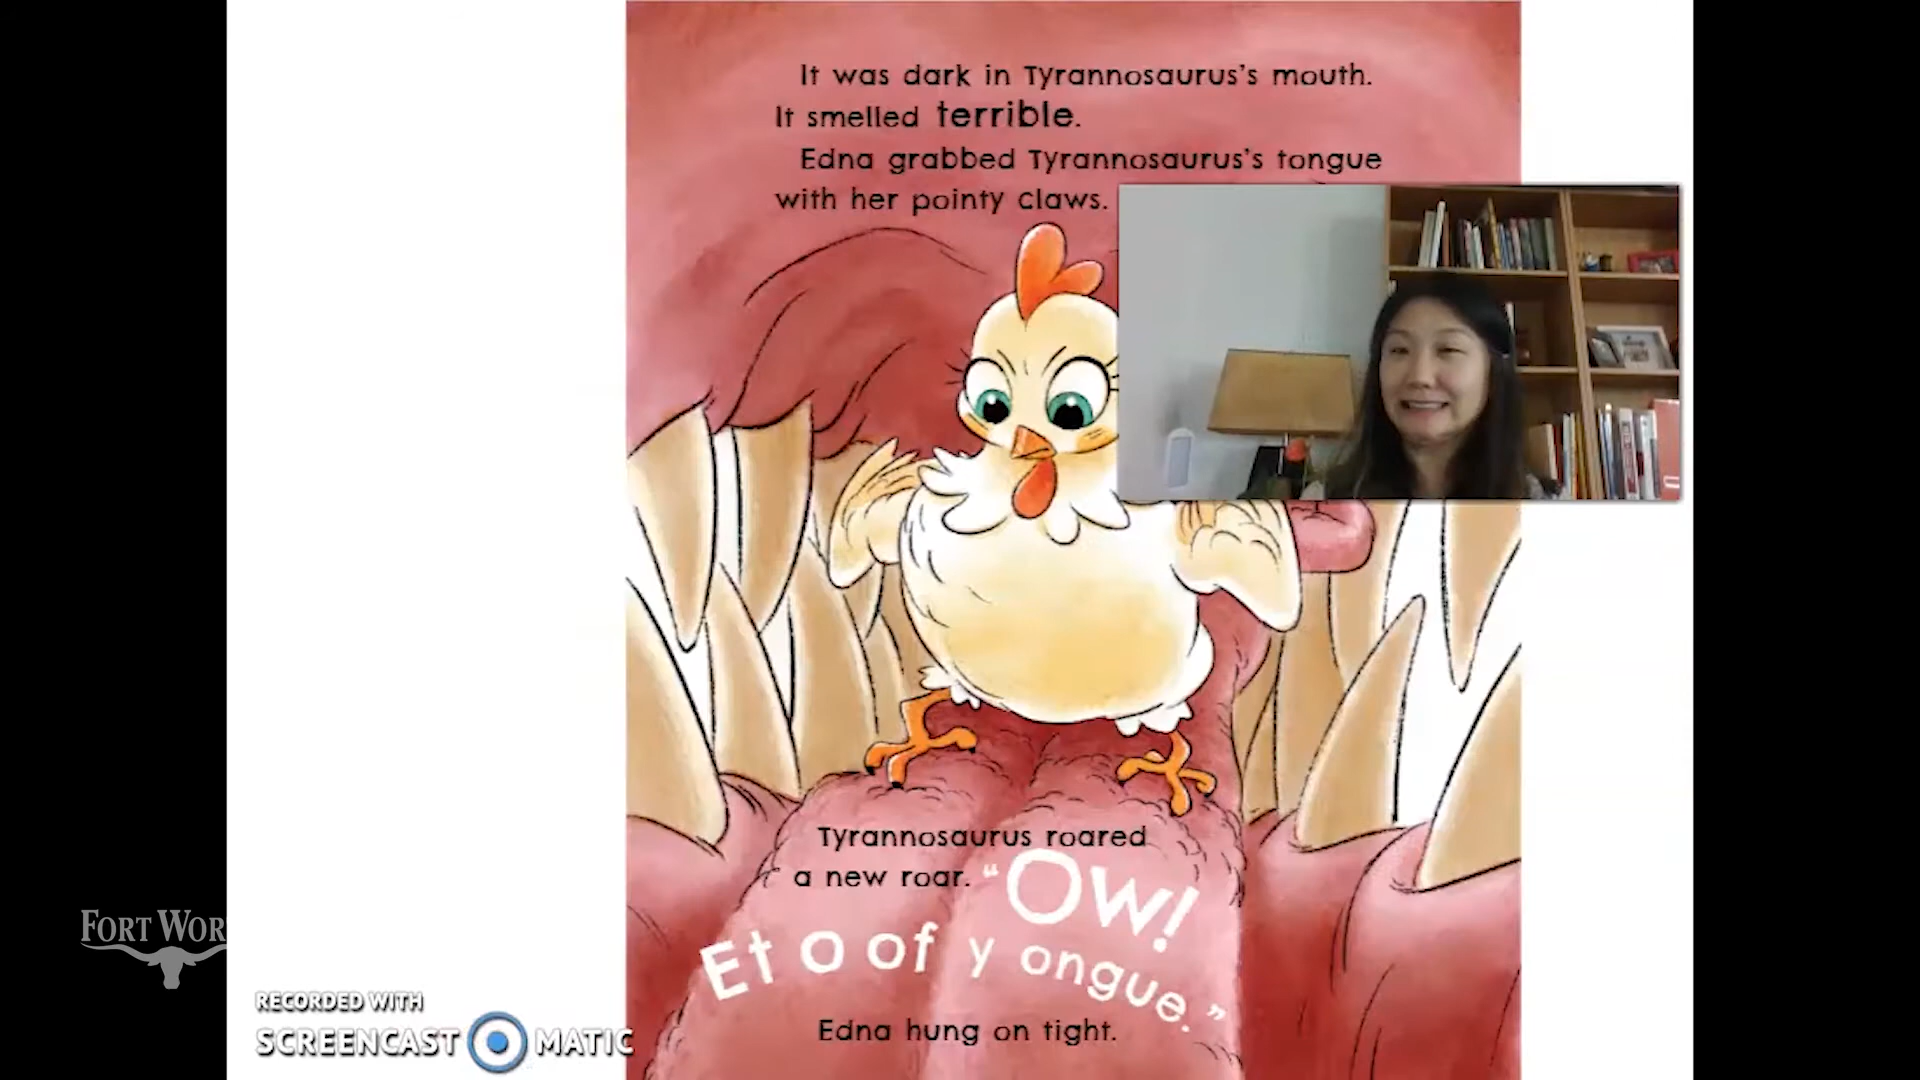 It was dark in Tyrannosaurus's mouth.
It smelled terrible.
Edna grabbed Tyrannosaurus's tongue
with her pointy claws.
Tyrannosaurus roared
a new roar. "Ow!
Et o of y ongue."
Edna hung on tight.
FORT WOR
RECORDED WITH
SCREENCAST MATIC